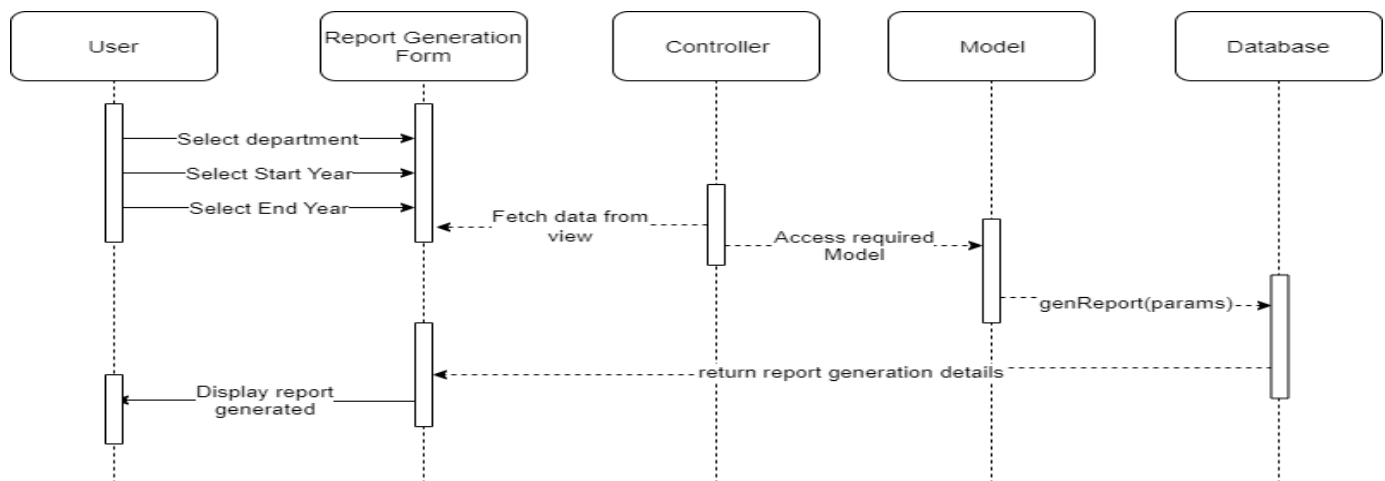 User
Report Generation
Form
Controller
Model
Database
Select department
Select Start Year
Select End Year
Fetch data from
view
Access required
Model
genReport(params)
return report generation details
Display report
generated